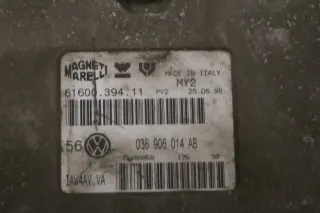 MAGNETI
MARELLI
MADE IN ITALY
MY2
61600.394.11 PV2 25.06.98
56 036 906 014 AB
IAW4AV.VA